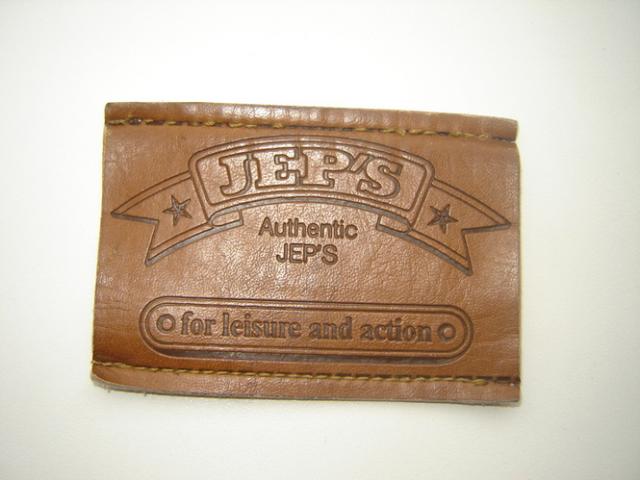 JEP'S
Authentic
JEP'S
for leisure and action